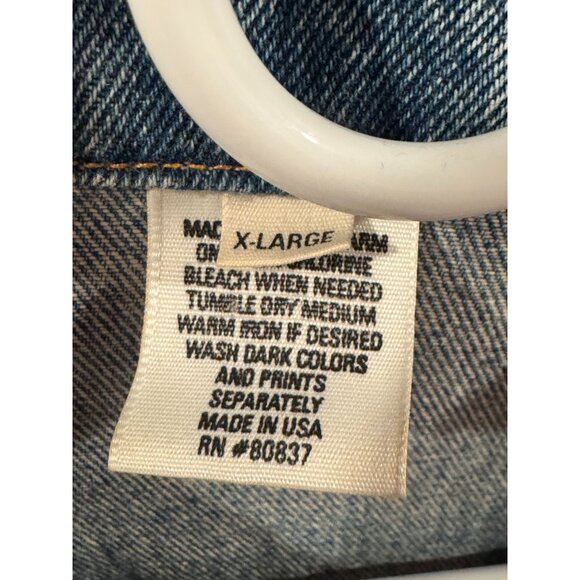 X-LARGE
BLEACH WHEN NEEDED
TUMBLE DRY MEDIUM
WARM IRON IF DESIRED
WASH DARK COLORS
AND PRINTS
SEPARATELY
MADE IN USA
RN #80837